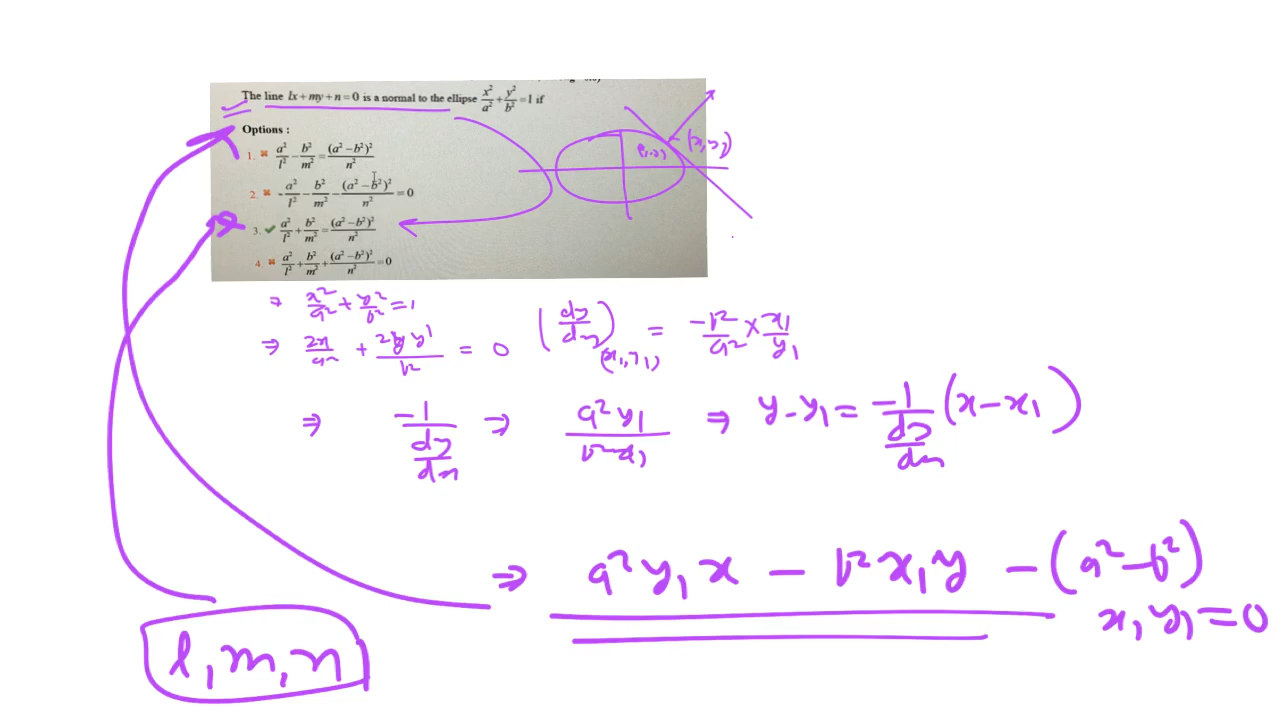 The line lx+my+n=0 is a normal to the ellipse x²/a² + y²/b² = 1 if
Options :
1. ✖ a²/l² − b²/m² = (a²−b²)²/n²
2. ✖ -a²/l² − b²/m² − (a²−b²)²/n² = 0
3. ✔ a²/l² + b²/m² = (a²−b²)²/n²
4. ✖ a²/l² + b²/m² + (a²−b²)²/n² = 0
(x₁,y₁)
⇒ x²/a² + y²/b² = 1
⇒ 2x/a² + 2y y'/b² = 0 (dy/dx)(x₁,y₁) = −b²/a² × x₁/y₁
⇒ −1/(dy/dx) ⇒ a²y₁/b²x₁ ⇒ y−y₁ = −1/(dy/dx) (x−x₁)
⇒ a²y₁x − b²x₁y − (a²−b²)
x₁y₁=0
l,m,n